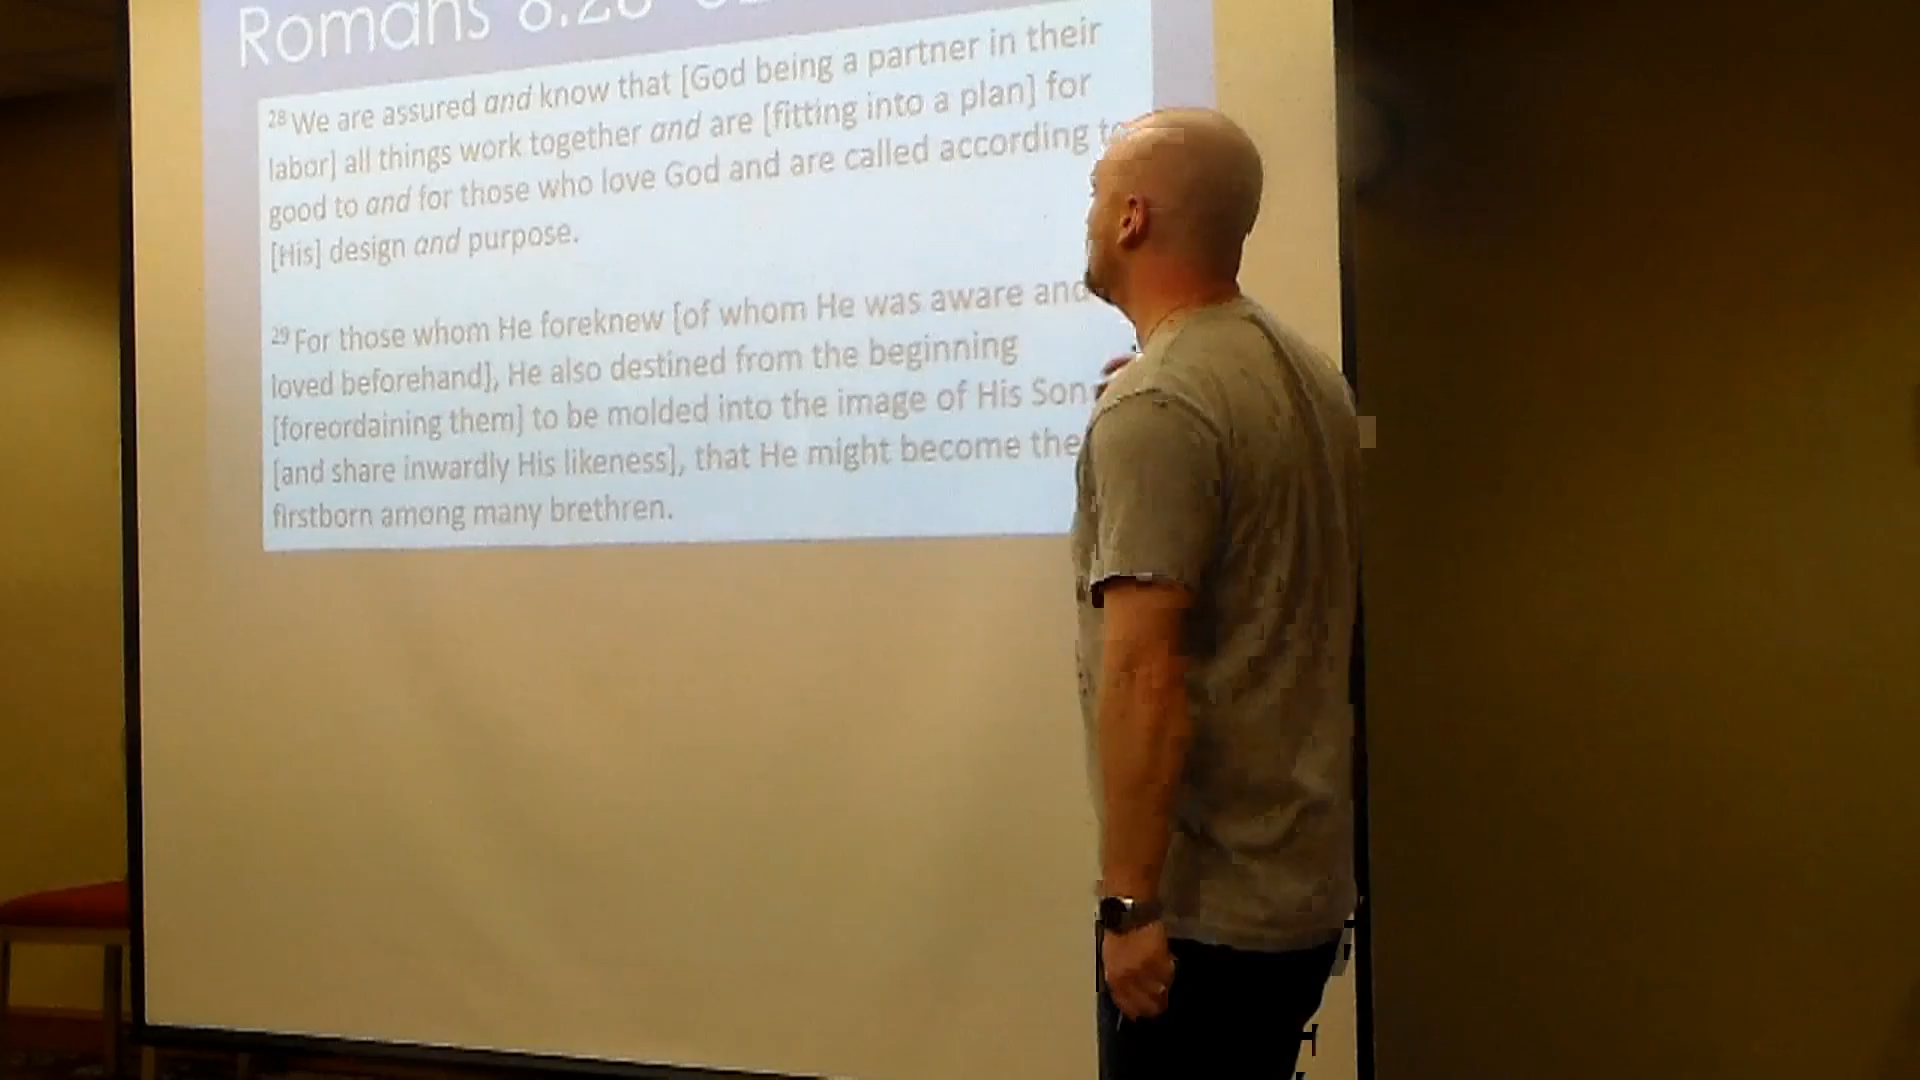 Romans 8:28
28 We are assured and know that [God being a partner in their
labor] all things work together and are [fitting into a plan] for
good to and for those who love God and are called according to
[His] design and purpose.
29 For those whom He foreknew [of whom He was aware and
loved beforehand], He also destined from the beginning
[foreordaining them] to be molded into the image of His Son
[and share inwardly His likeness], that He might become the
firstborn among many brethren.